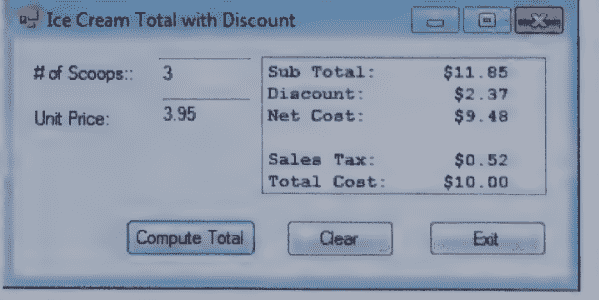 Ice Cream Total with Discount
# of Scoops:: 3
Unit Price: 3.95
Sub Total: $11.85
Discount: $2.37
Net Cost: $9.48
Sales Tax: $0.52
Total Cost: $10.00
Compute Total Clear Exit